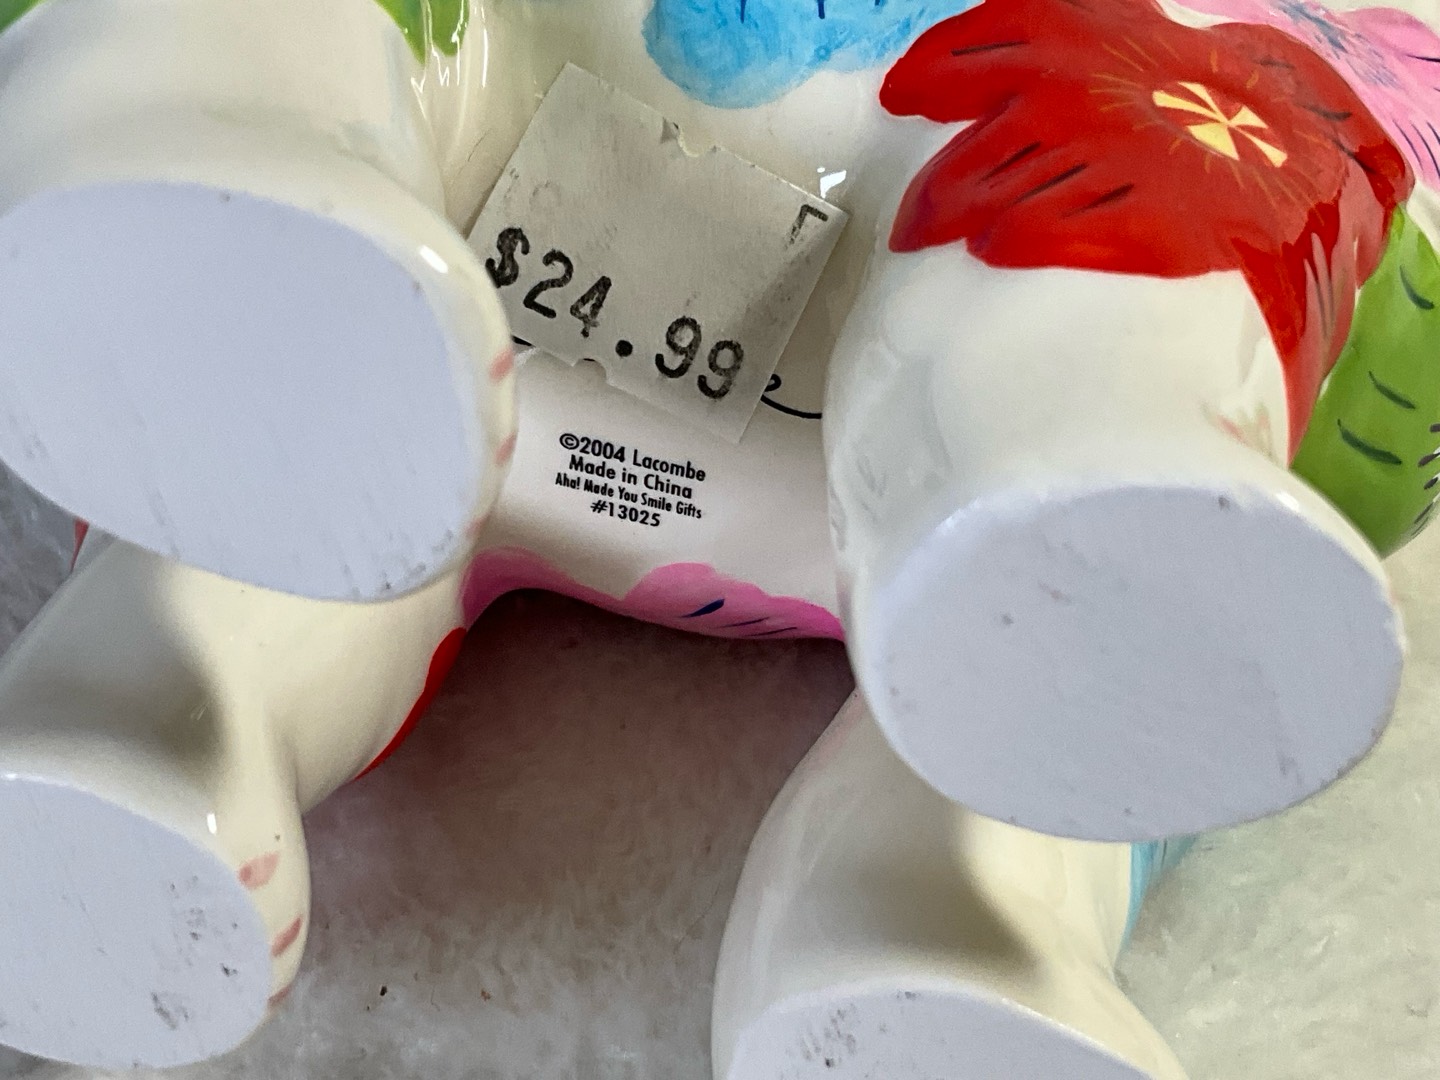 $24.99
©2004 Lacombe
Made in China
Aha! Made You Smile Gifts
#13025